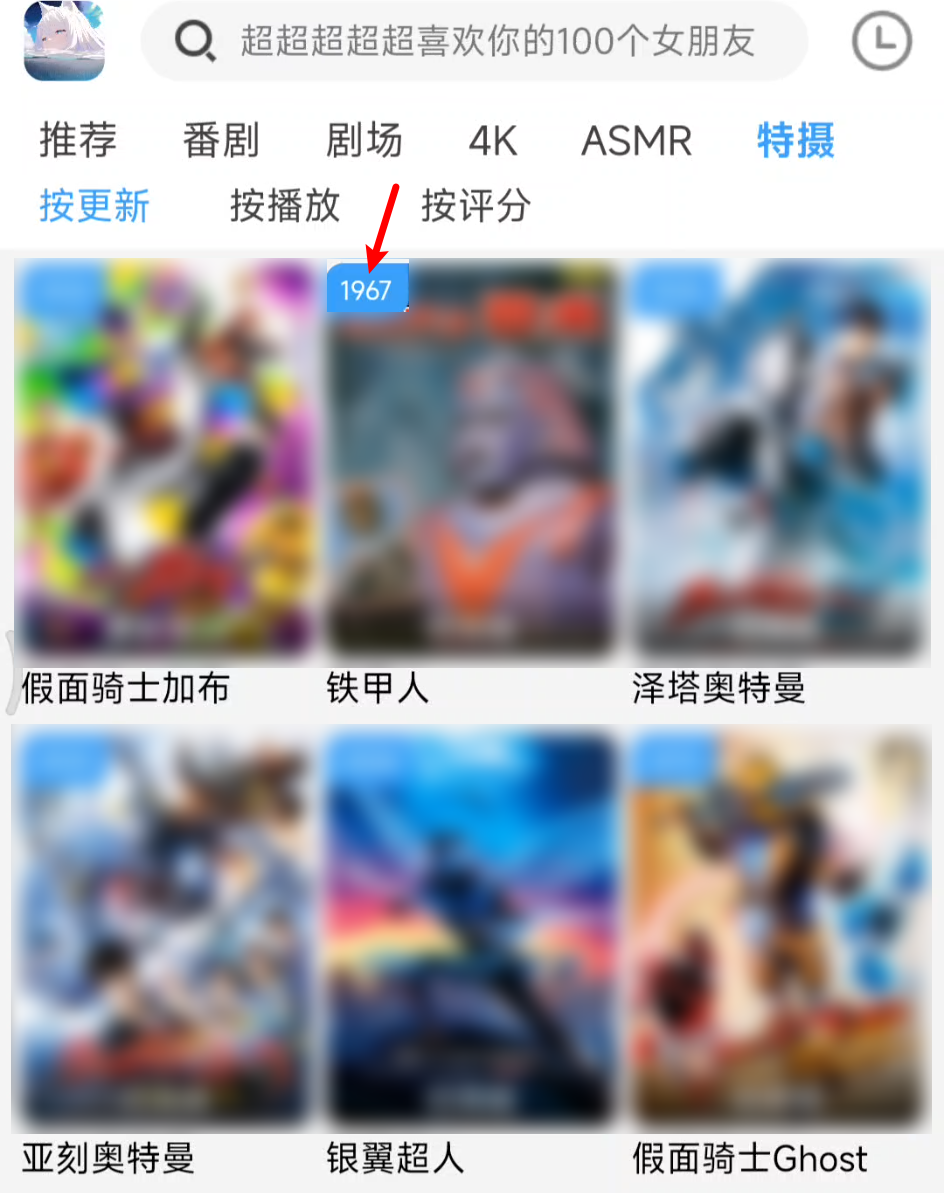 超超超超超喜欢你的100个女朋友
推荐 番剧 剧场 4K ASMR 特摄
按更新 按播放 按评分
1967
假面骑士加布 铁甲人 泽塔奥特曼
亚刻奥特曼 银翼超人 假面骑士Ghost